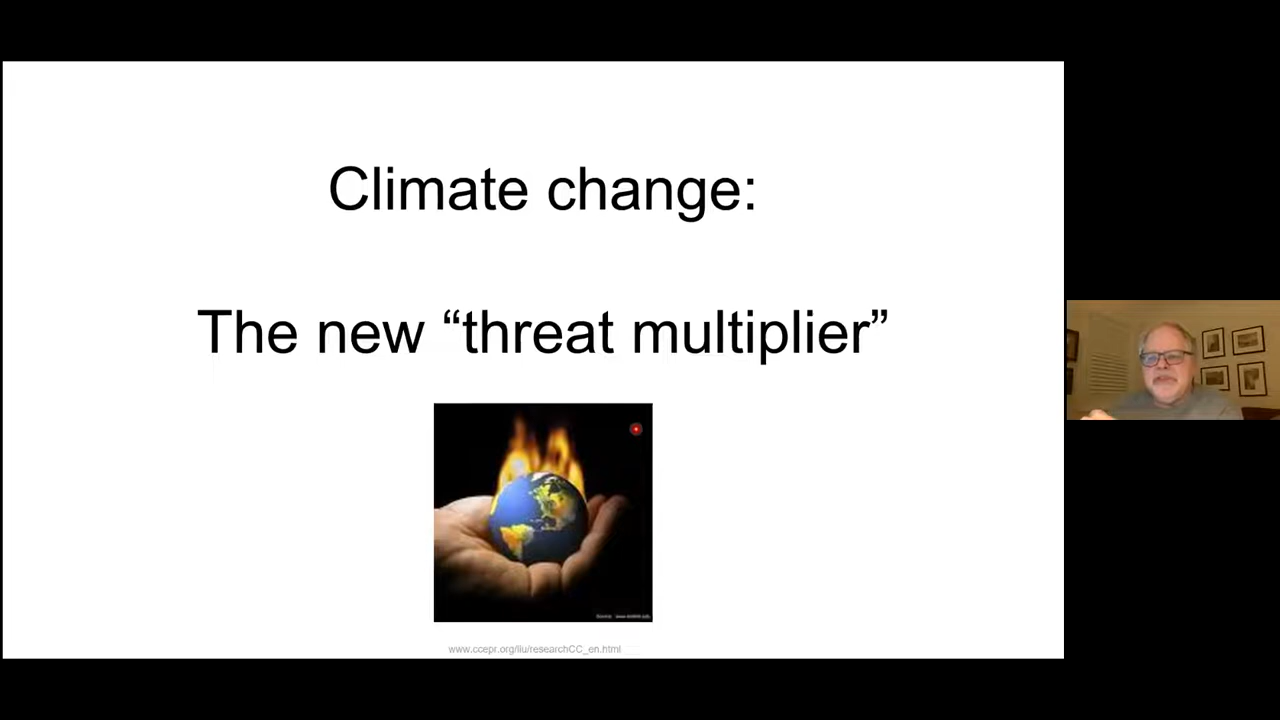 Climate change:
The new “threat multiplier”
www.ccepr.org/liu/researchCC_en.html